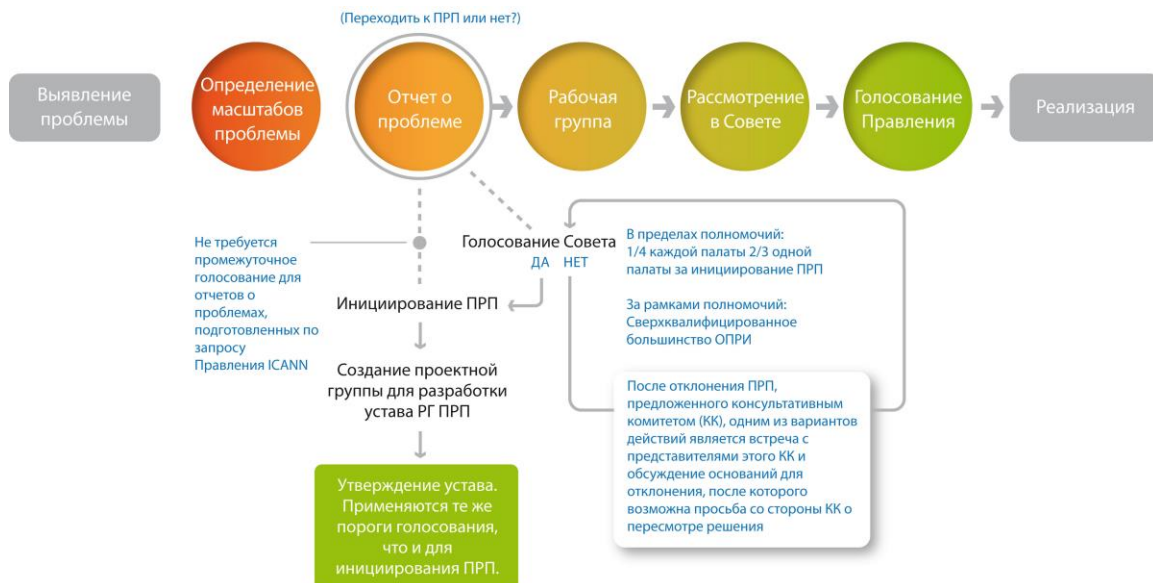 (Переходить к ПРП или нет?)
Выявление
проблемы
Определение
масштабов
проблемы
Отчет о
проблеме
Рабочая
группа
Рассмотрение
в Совете
Голосование
Правления
Реализация
Не требуется
промежуточное
голосование для
отчетов о
проблемах,
подготовленных по
запросу
Правления ICANN
Голосование Совета
ДА НЕТ
В пределах полномочий:
1/4 каждой палаты 2/3 одной
палаты за инициирование ПРП
За рамками полномочий:
Сверхквалифицированное
большинство ОПРИ
Инициирование ПРП
Создание проектной
группы для разработки
устава РГ ПРП
Утверждение устава.
Применяются те же
пороги голосования,
что и для
инициирования ПРП.
После отклонения ПРП,
предложенного консультативным
комитетом (КК), одним из вариантов
действий является встреча с
представителями этого КК и
обсуждение оснований для
отклонения, после которого
возможна просьба со стороны КК о
пересмотре решения